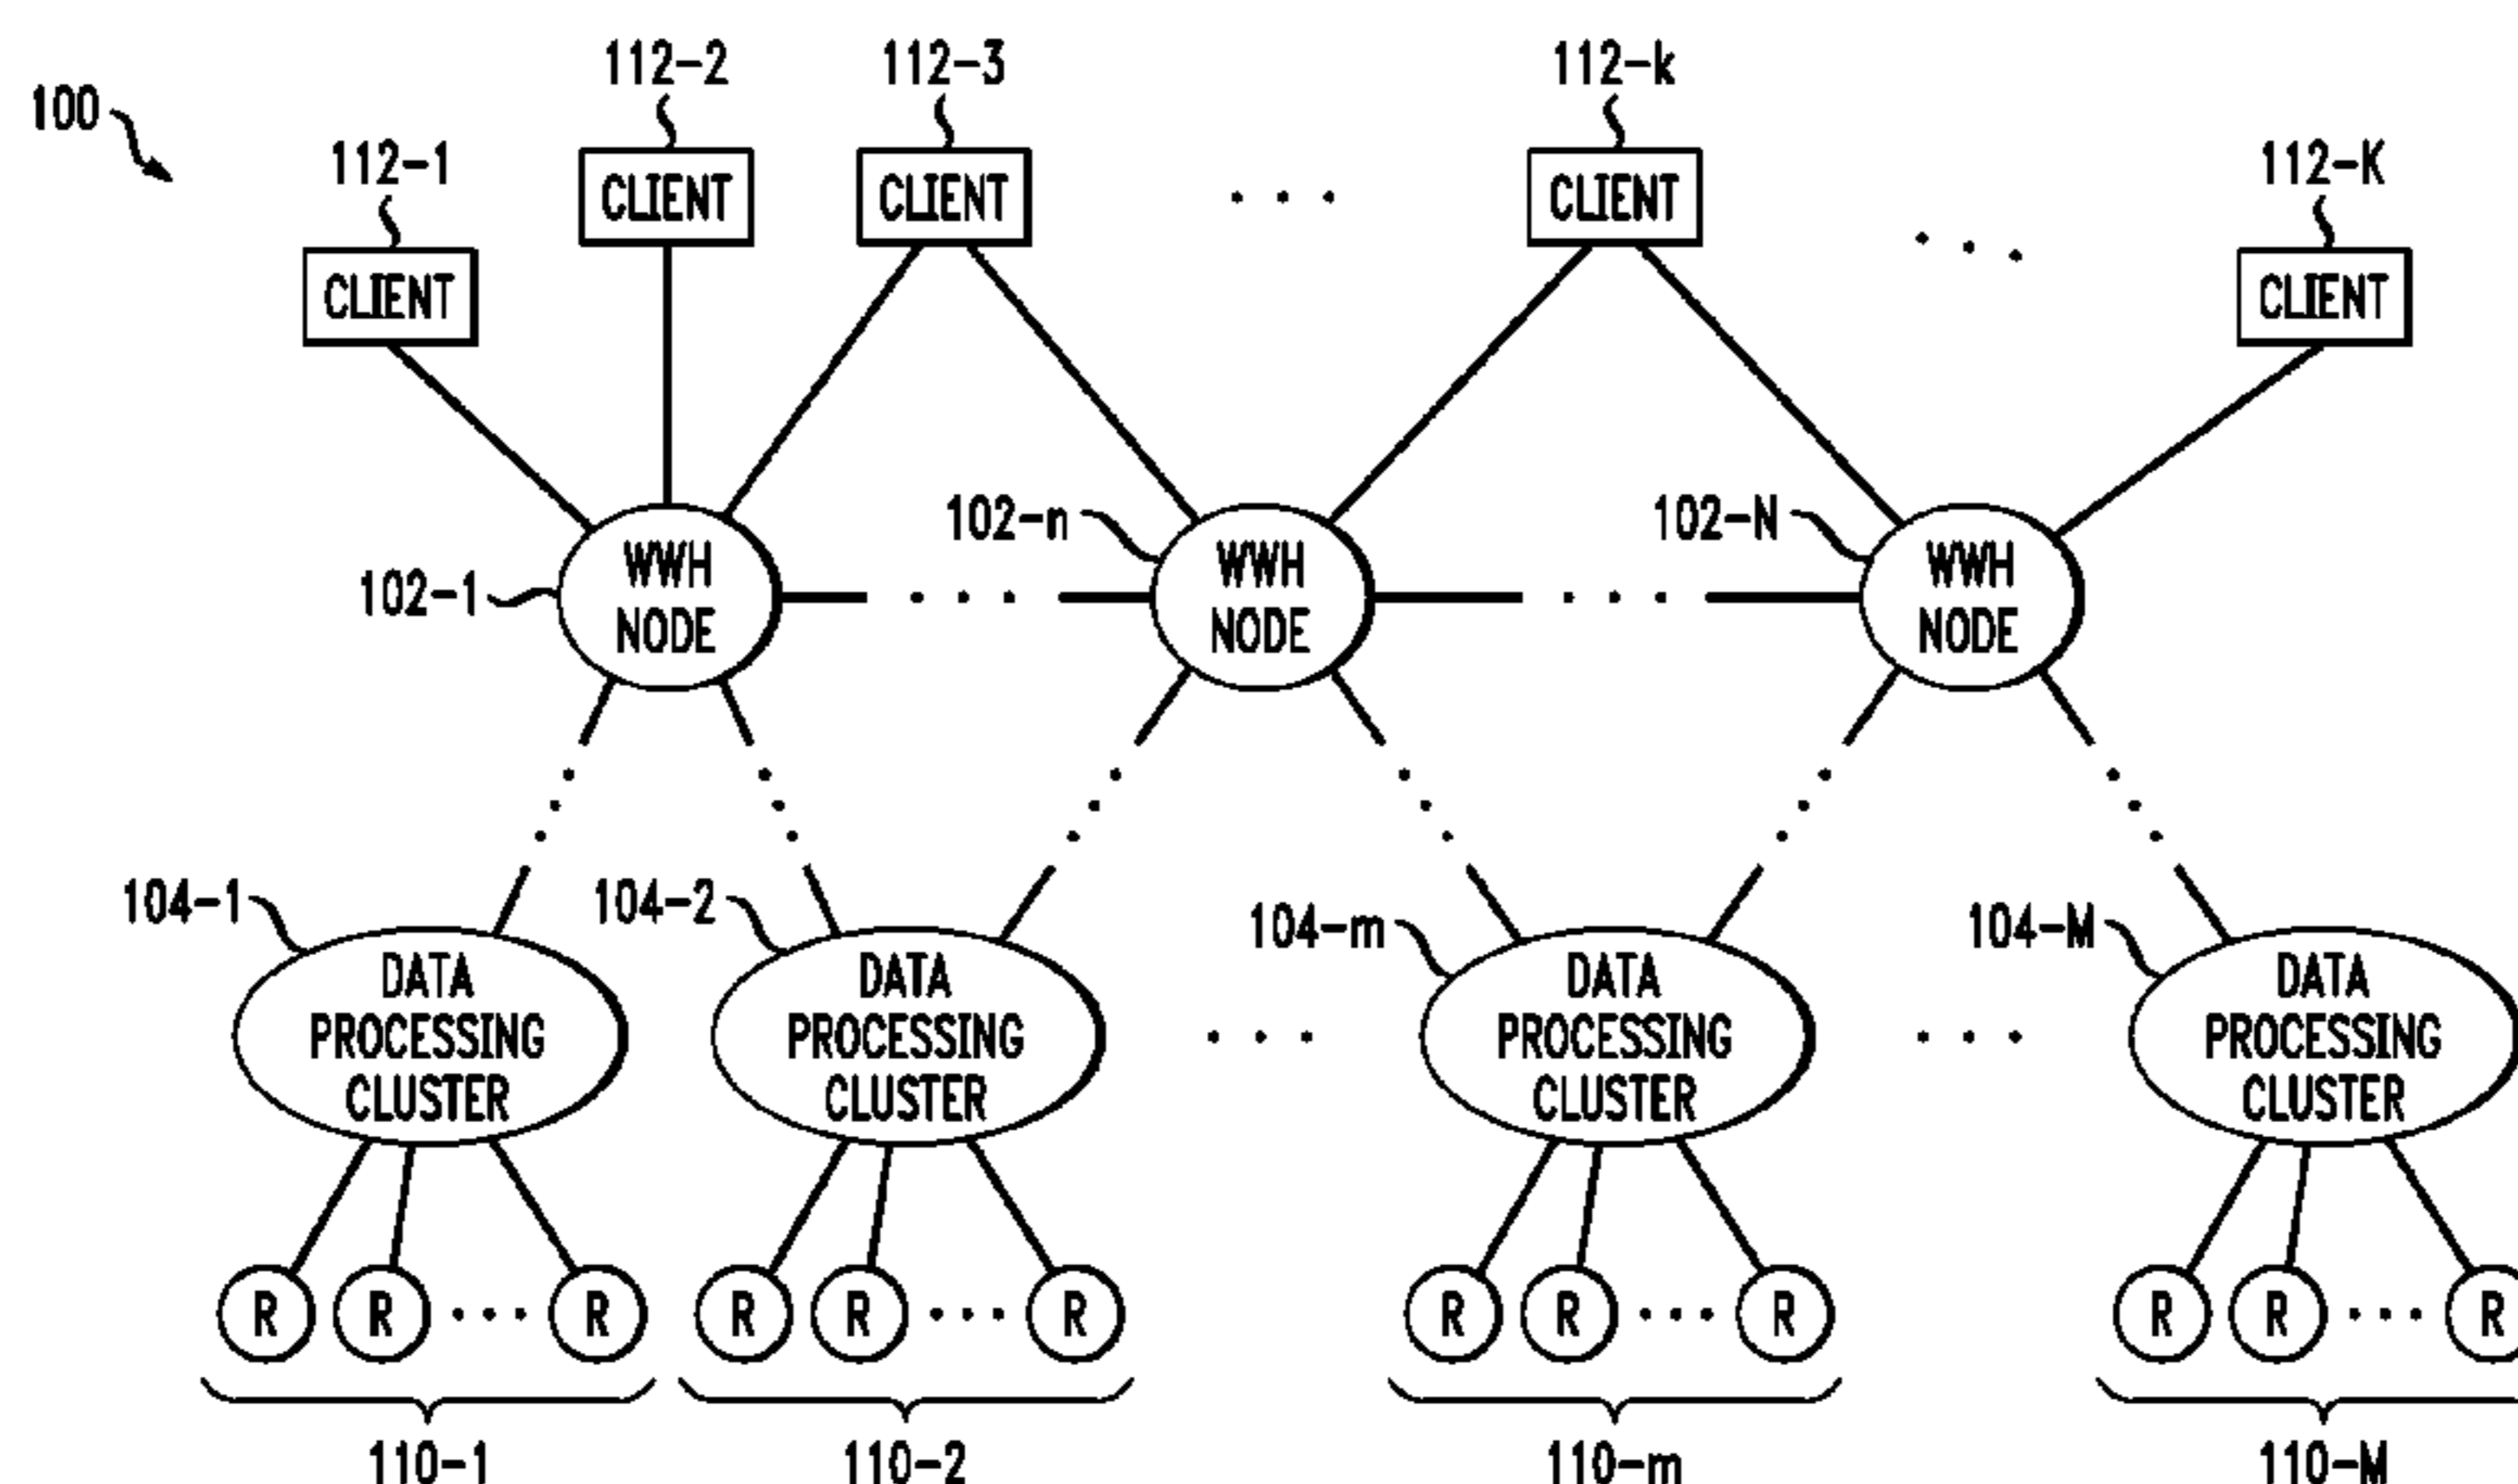 100
112-1
112-2
112-3
112-k
112-K
CLIENT
CLIENT
CLIENT
CLIENT
CLIENT
102-1
102-n
102-N
WWH
NODE
WWH
NODE
WWH
NODE
104-1
104-2
104-m
104-M
DATA
PROCESSING
CLUSTER
DATA
PROCESSING
CLUSTER
DATA
PROCESSING
CLUSTER
DATA
PROCESSING
CLUSTER
R R ... R
R R ... R
R R ... R
R R ... R
110-1
110-2
110-m
110-M